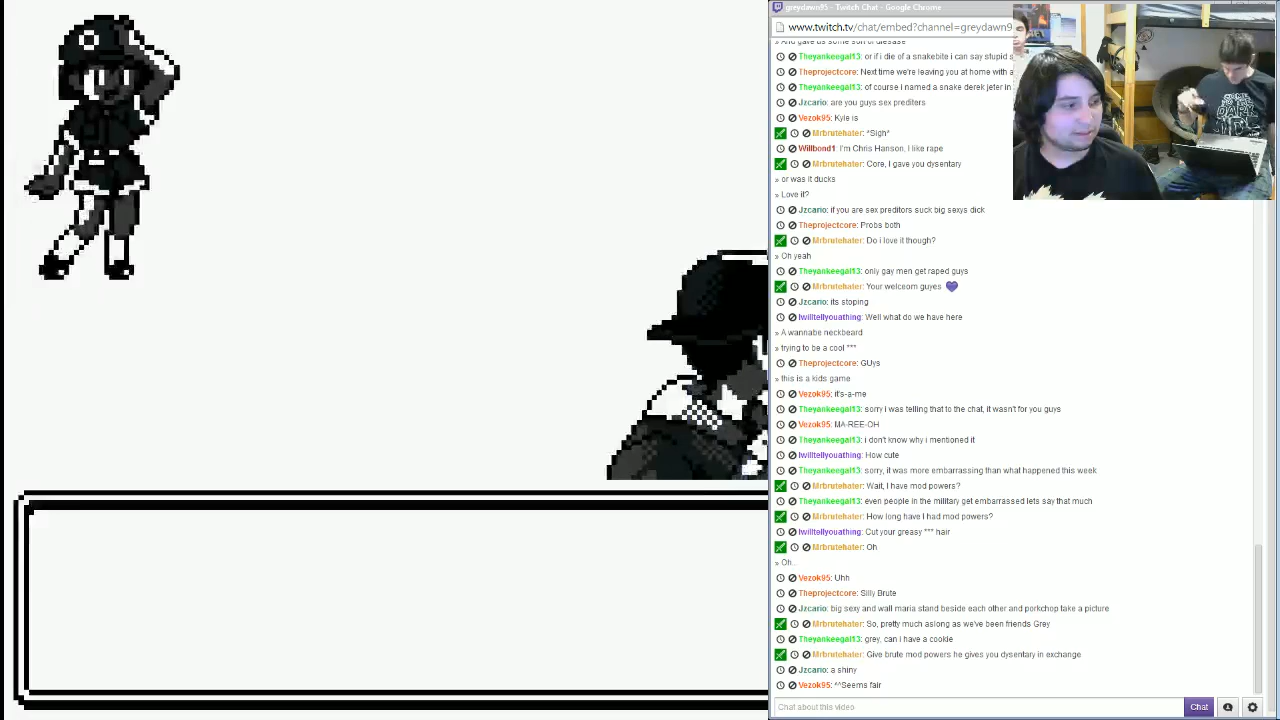 greydawn95 - Twitch Chat - Google Chrome
www.twitch.tv/chat/embed?channel=greydawn9
And gave us some sort of diesase
Theyankeegal13: or if i die of a snakebite i can say stupid s
Theprojectcore: Next time we're leaving you at home with a
Theyankeegal13: of course i named a snake derek jeter in
Jzcario: are you guys sex prediters
Vezok95: Kyle is
Mrbrutehater: *Sigh*
Willbond1: I'm Chris Hanson, I like rape
Mrbrutehater: Core, I gave you dysentary
» or was it ducks
» Love it?
Jzcario: if you are sex preditors suck big sexys dick
Theprojectcore: Probs both
Mrbrutehater: Do i love it though?
» Oh yeah
Theyankeegal13: only gay men get raped guys
Mrbrutehater: Your welceom guyes
Jzcario: its stoping
Iwilltellyouathing: Well what do we have here
» A wannabe neckbeard
» trying to be a cool ***
Theprojectcore: GUys
» this is a kids game
Vezok95: it's-a-me
Theyankeegal13: sorry i was telling that to the chat, it wasn't for you guys
Vezok95: MA-REE-OH
Theyankeegal13: i don't know why i mentioned it
Iwilltellyouathing: How cute
Theyankeegal13: sorry, it was more embarrassing than what happened this week
Mrbrutehater: Wait, I have mod powers?
Theyankeegal13: even people in the military get embarrassed lets say that much
Mrbrutehater: How long have I had mod powers?
Iwilltellyouathing: Cut your greasy *** hair
Mrbrutehater: Oh
» Oh..
Vezok95: Uhh
Theprojectcore: Silly Brute
Jzcario: big sexy and wall maria stand beside each other and porkchop take a picture
Mrbrutehater: So, pretty much aslong as we've been friends Grey
Theyankeegal13: grey, can i have a cookie
Mrbrutehater: Give brute mod powers he gives you dysentary in exchange
Jzcario: a shiny
Vezok95: ^^Seems fair
Chat about this video
Chat
COME TO THE
DARK